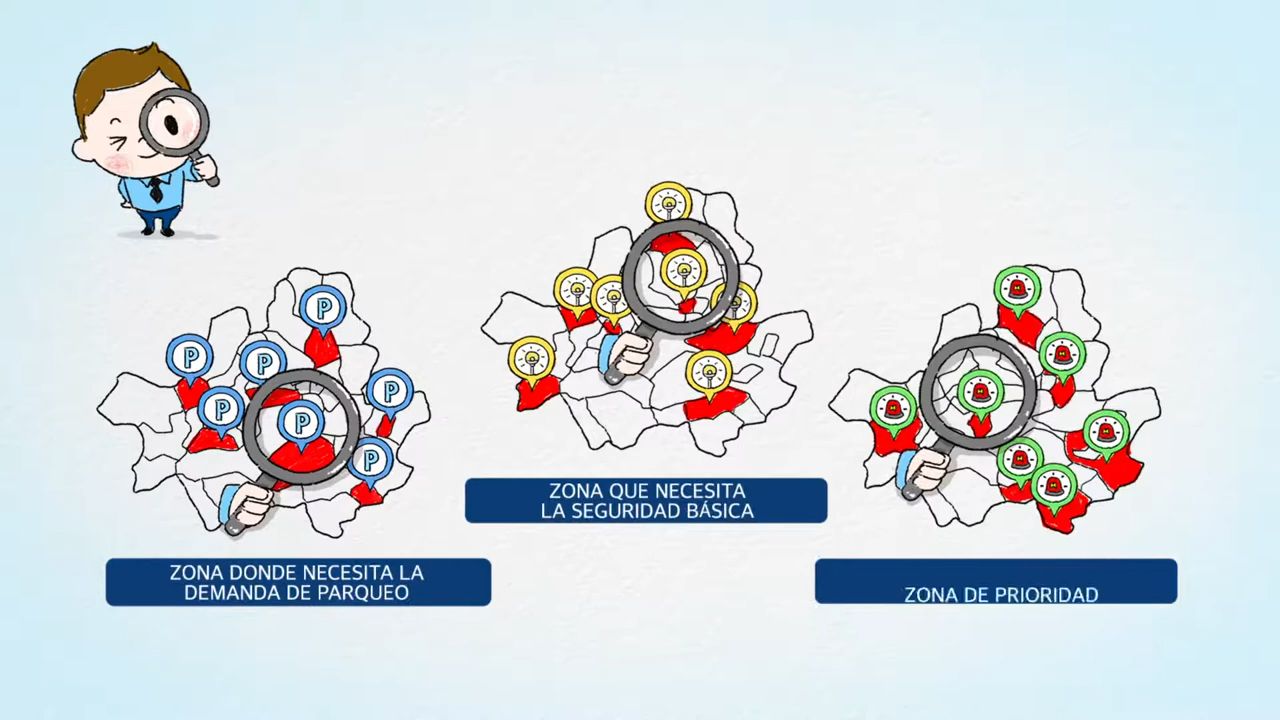 P
P
P
P
P
P
P
ZONA QUE NECESITA
LA SEGURIDAD BÁSICA
ZONA DONDE NECESITA LA
DEMANDA DE PARQUEO
ZONA DE PRIORIDAD